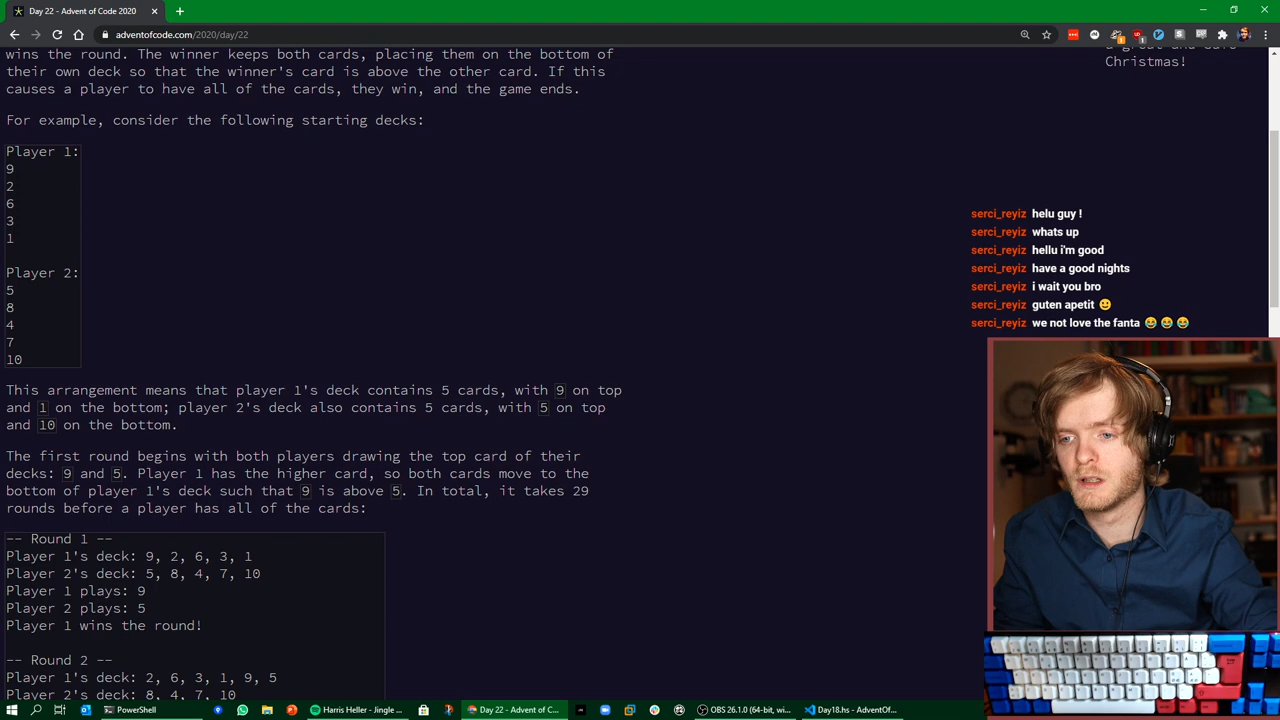 Day 22 - Advent of Code 2020
adventofcode.com/2020/day/22
wins the round. The winner keeps both cards, placing them on the bottom of
their own deck so that the winner's card is above the other card. If this
causes a player to have all of the cards, they win, and the game ends.
Christmas!
For example, consider the following starting decks:
Player 1:
9
2
6
3
1
Player 2:
5
8
4
7
10
This arrangement means that player 1's deck contains 5 cards, with 9 on top
and 1 on the bottom; player 2's deck also contains 5 cards, with 5 on top
and 10 on the bottom.
The first round begins with both players drawing the top card of their
decks: 9 and 5. Player 1 has the higher card, so both cards move to the
bottom of player 1's deck such that 9 is above 5. In total, it takes 29
rounds before a player has all of the cards:
-- Round 1 --
Player 1's deck: 9, 2, 6, 3, 1
Player 2's deck: 5, 8, 4, 7, 10
Player 1 plays: 9
Player 2 plays: 5
Player 1 wins the round!
-- Round 2 --
Player 1's deck: 2, 6, 3, 1, 9, 5
Player 2's deck: 8, 4, 7, 10
serci_reyiz helu guy !
serci_reyiz whats up
serci_reyiz hellu i'm good
serci_reyiz have a good nights
serci_reyiz i wait you bro
serci_reyiz guten apetit 🙂
serci_reyiz we not love the fanta 😂 😂 😂
PowerShell
Harris Heller - Jingle ...
Day 22 - Advent of C...
OBS 26.1.0 (64-bit, wi...
Day18.hs - AdventOf...